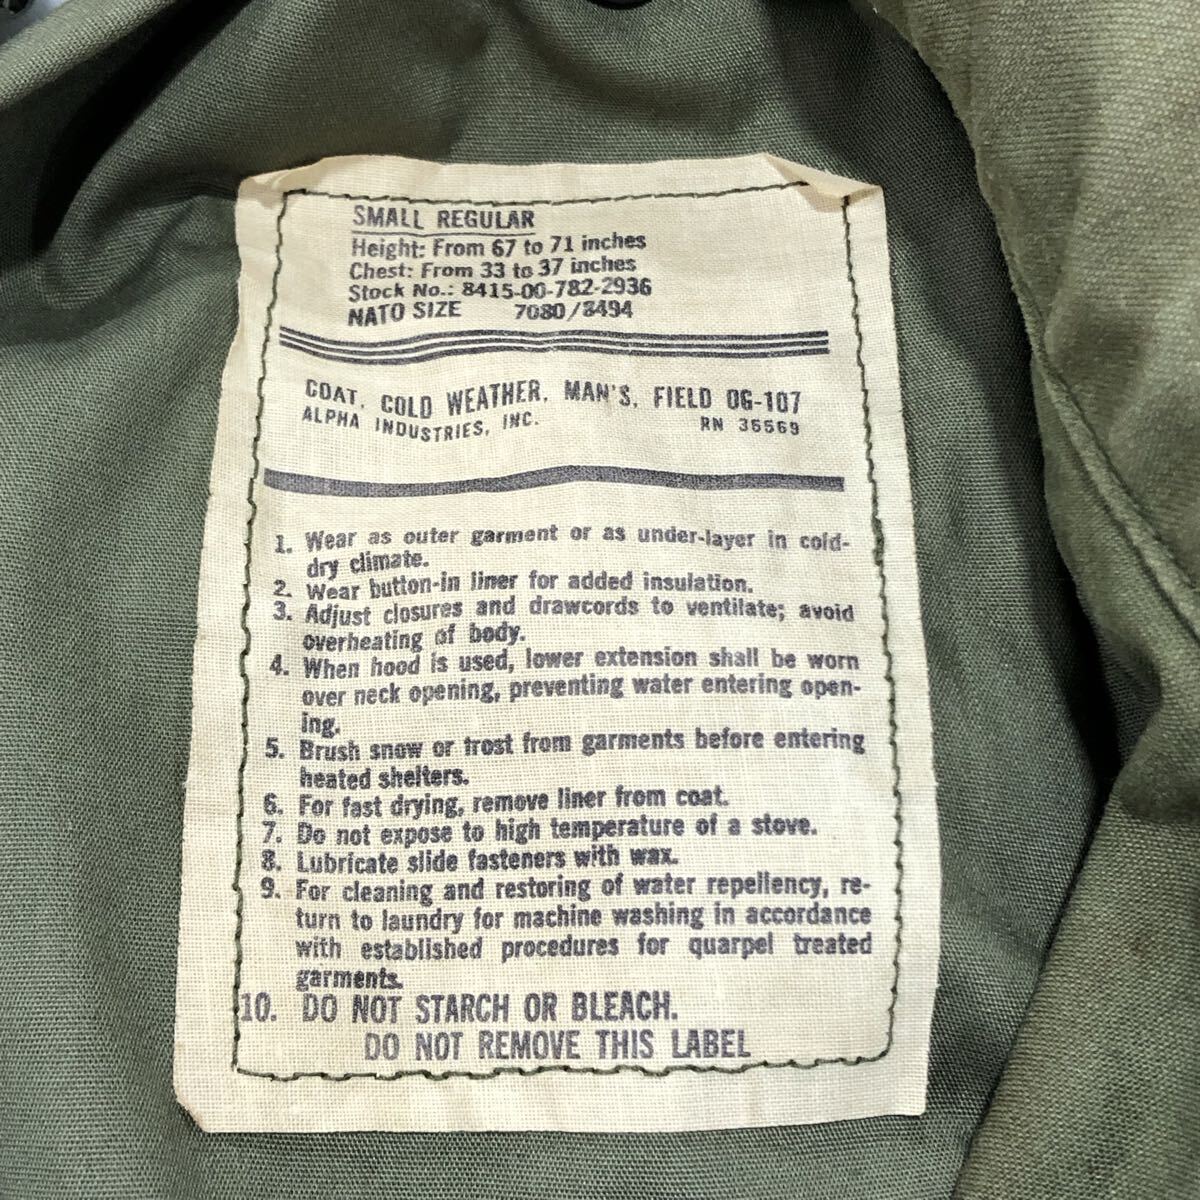 SMALL REGULAR
Height: From 67 to 71 inches
Chest: From 33 to 37 inches
Stock No.: 8415-00-782-2936
NATO SIZE 7080/8494
COAT, COLD WEATHER, MAN'S, FIELD OG-107
ALPHA INDUSTRIES, INC. RN 35569
1. Wear as outer garment or as under-layer in cold-
dry climate.
2. Wear button-in liner for added insulation.
3. Adjust closures and drawcords to ventilate; avoid
overheating of body.
4. When hood is used, lower extension shall be worn
over neck opening, preventing water entering open-
ing.
5. Brush snow or frost from garments before entering
heated shelters.
6. For fast drying, remove liner from coat.
7. Do not expose to high temperature of a stove.
8. Lubricate slide fasteners with wax.
9. For cleaning and restoring of water repellency, re-
turn to laundry for machine washing in accordance
with established procedures for quarpel treated
garments.
10. DO NOT STARCH OR BLEACH.
DO NOT REMOVE THIS LABEL